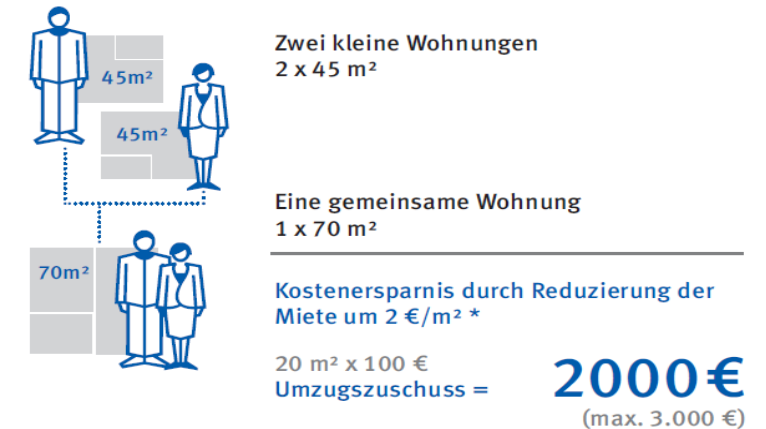 45m²
45m²
Zwei kleine Wohnungen
2 x 45 m²
Eine gemeinsame Wohnung
1 x 70 m²
70m²
Kostenersparnis durch Reduzierung der
Miete um 2 €/m² *
20 m² x 100 €
Umzugszuschuss =
2000 €
(max. 3.000 €)